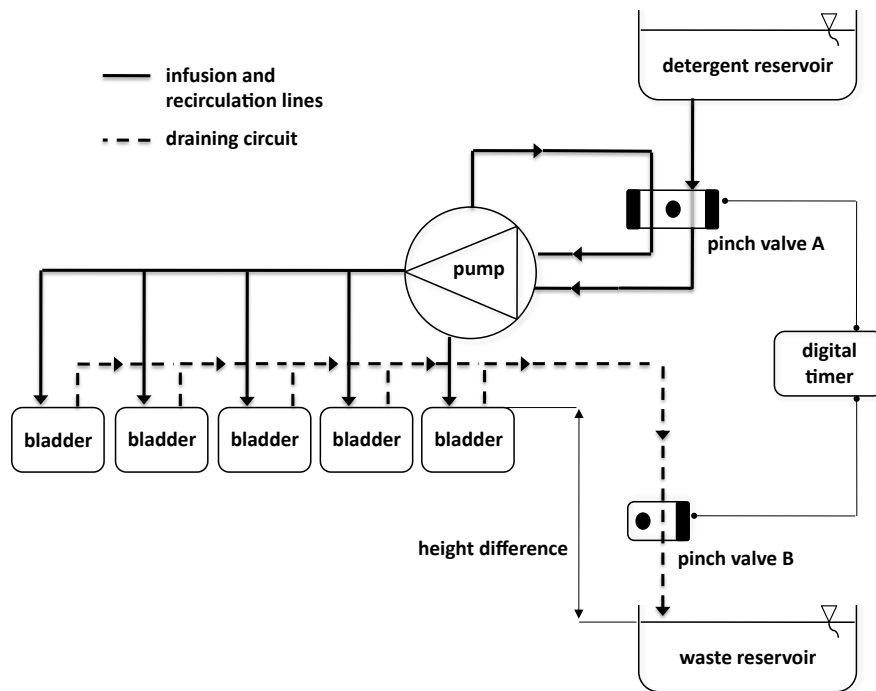 detergent reservoir
infusion and
recirculation lines
draining circuit
pinch valve A
pump
digital
timer
bladder
bladder
bladder
bladder
bladder
height difference
pinch valve B
waste reservoir